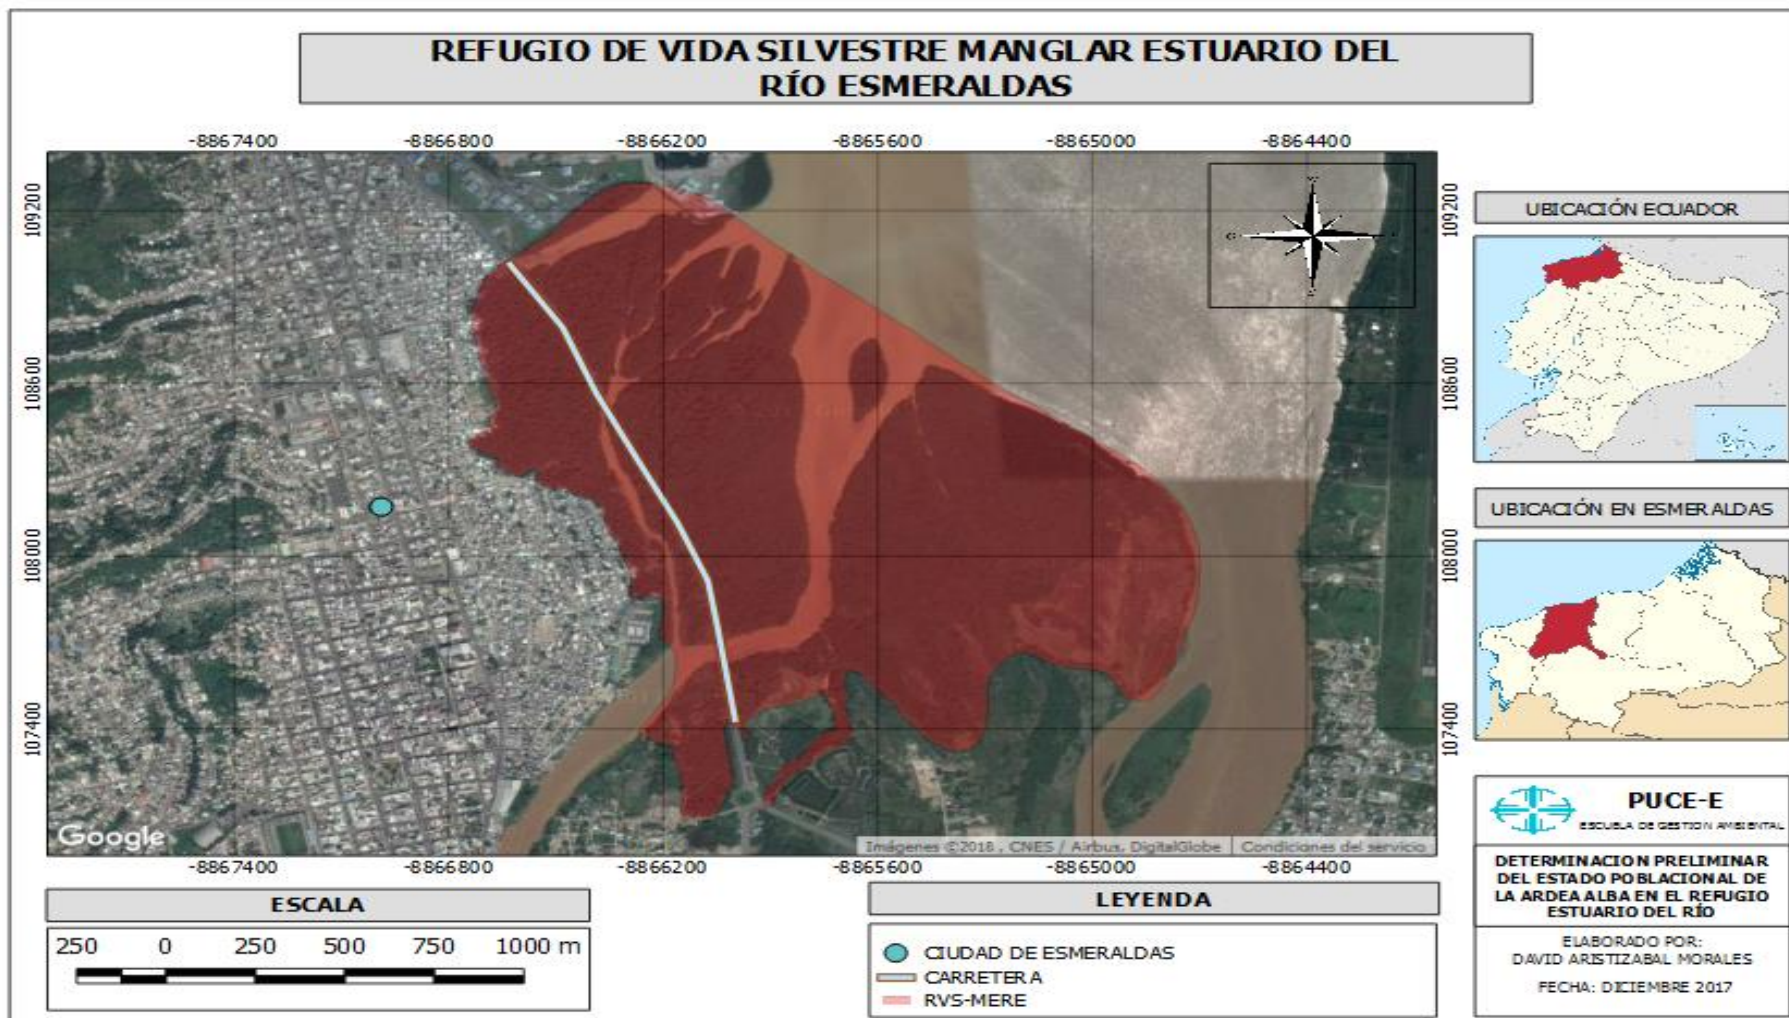 REFUGIO DE VIDA SILVESTRE MANGLAR ESTUARIO DEL
RÍO ESMERALDAS
-8867400 -8866800 -8866200 -8865600 -8865000 -8864400
109200
108600
108000
107400
109200
108600
108000
107400
Google
Imágenes ©2018 , CNES / Airbus, DigitalGlobe
Condiciones del servicio
-8867400 -8866800 -8866200 -8865600 -8865000 -8864400
UBICACIÓN ECUADOR
UBICACIÓN EN ESMERALDAS
ESCALA
250 0 250 500 750 1000 m
LEYENDA
CIUDAD DE ESMERALDAS
CARRETERA
RVS-MERE
PUCE-E
ESCUELA DE GESTION AMBIENTAL
DETERMINACION PRELIMINAR
DEL ESTADO POBLACIONAL DE
LA ARDEA ALBA EN EL REFUGIO
ESTUARIO DEL RÍO
ELABORADO POR:
DAVID ARISTIZABAL MORALES
FECHA: DICIEMBRE 2017